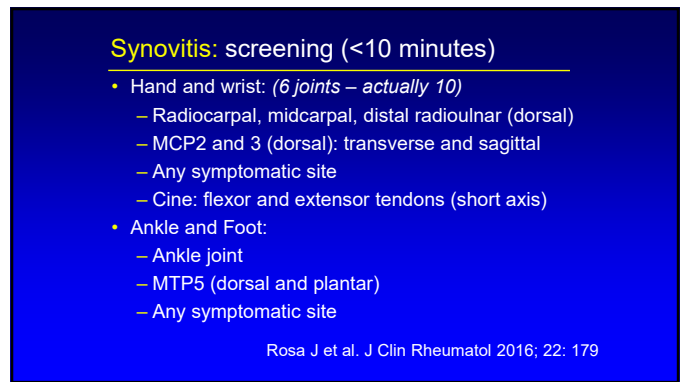 Synovitis: screening (<10 minutes)
• Hand and wrist: (6 joints – actually 10)
– Radiocarpal, midcarpal, distal radioulnar (dorsal)
– MCP2 and 3 (dorsal): transverse and sagittal
– Any symptomatic site
– Cine: flexor and extensor tendons (short axis)
• Ankle and Foot:
– Ankle joint
– MTP5 (dorsal and plantar)
– Any symptomatic site
Rosa J et al. J Clin Rheumatol 2016; 22: 179